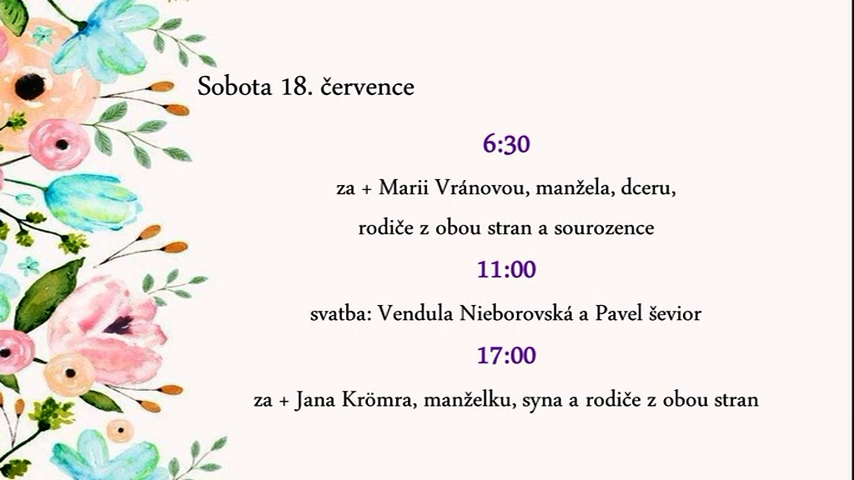 Sobota 18. července
6:30
za + Marii Vránovou, manžela, dceru,
rodiče z obou stran a sourozence
11:00
svatba: Vendula Nieborovská a Pavel ševior
17:00
za + Jana Krömra, manželku, syna a rodiče z obou stran